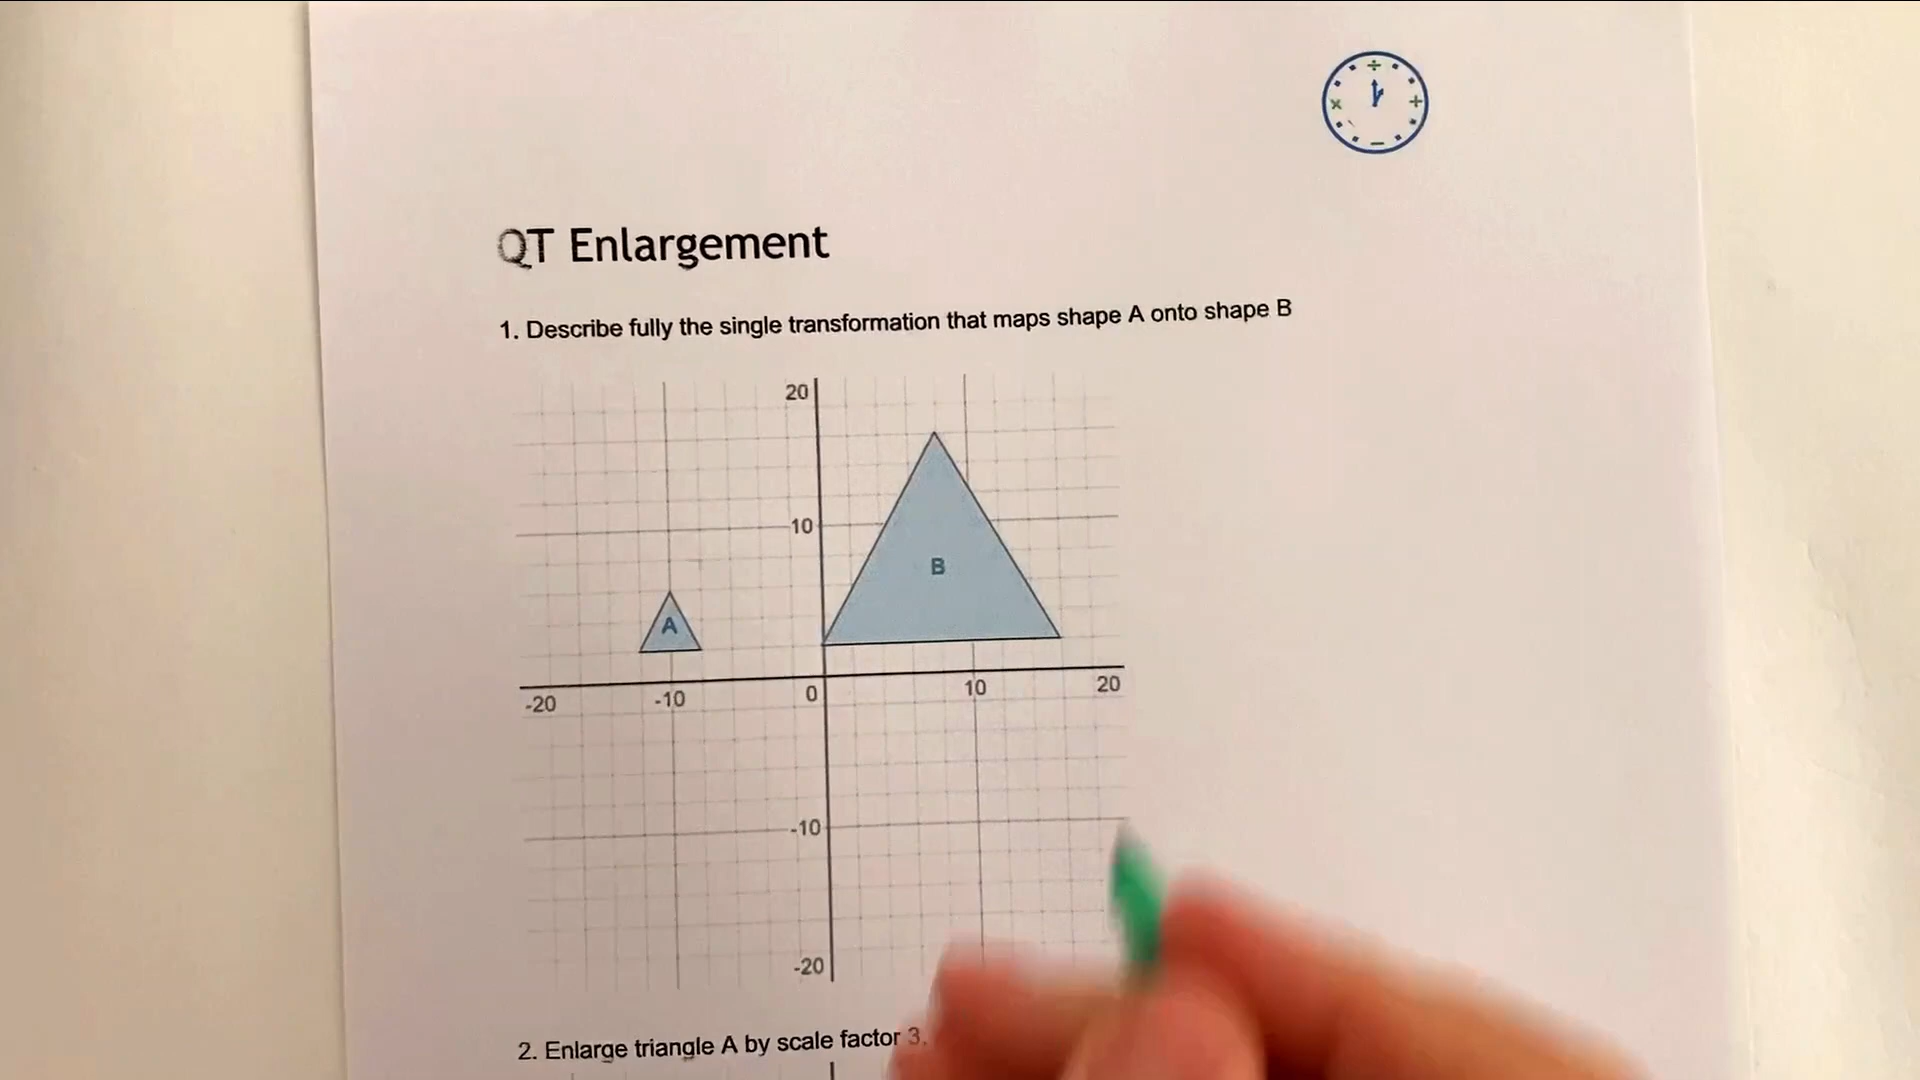 ÷
×
+
−
QT Enlargement
1. Describe fully the single transformation that maps shape A onto shape B
20
10
B
A
-20
-10
0
10
20
-10
-20
2. Enlarge triangle A by scale factor 3.